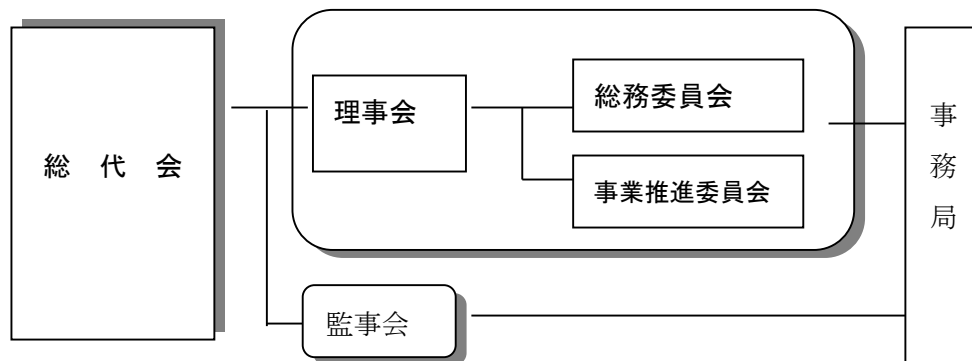 総　代　会
理事会
総務委員会
事業推進委員会
監事会
事
務
局